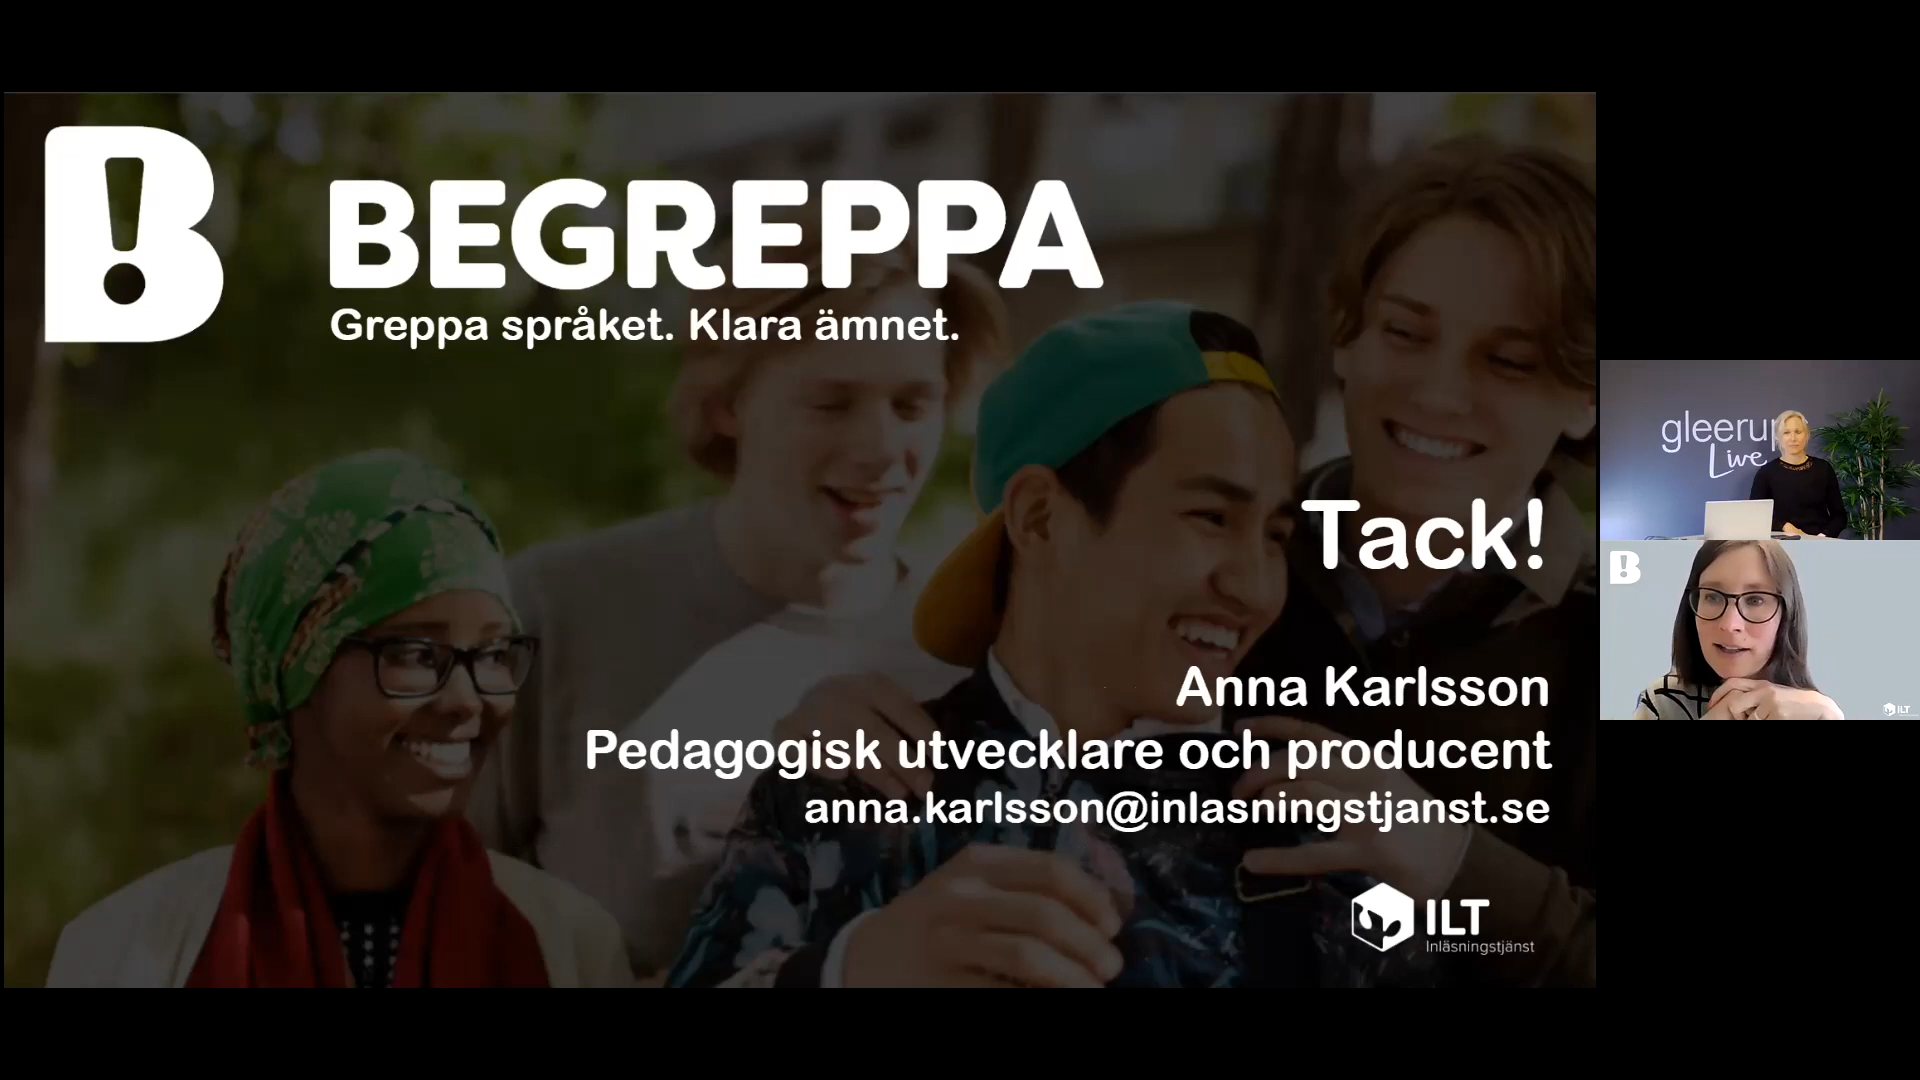 BEGREPPA
Greppa språket. Klara ämnet.
Tack!
Anna Karlsson
Pedagogisk utvecklare och producent
anna.karlsson@inlasningstjanst.se
ILT
Inläsningstjänst
gleerup
Live
B!
ILT